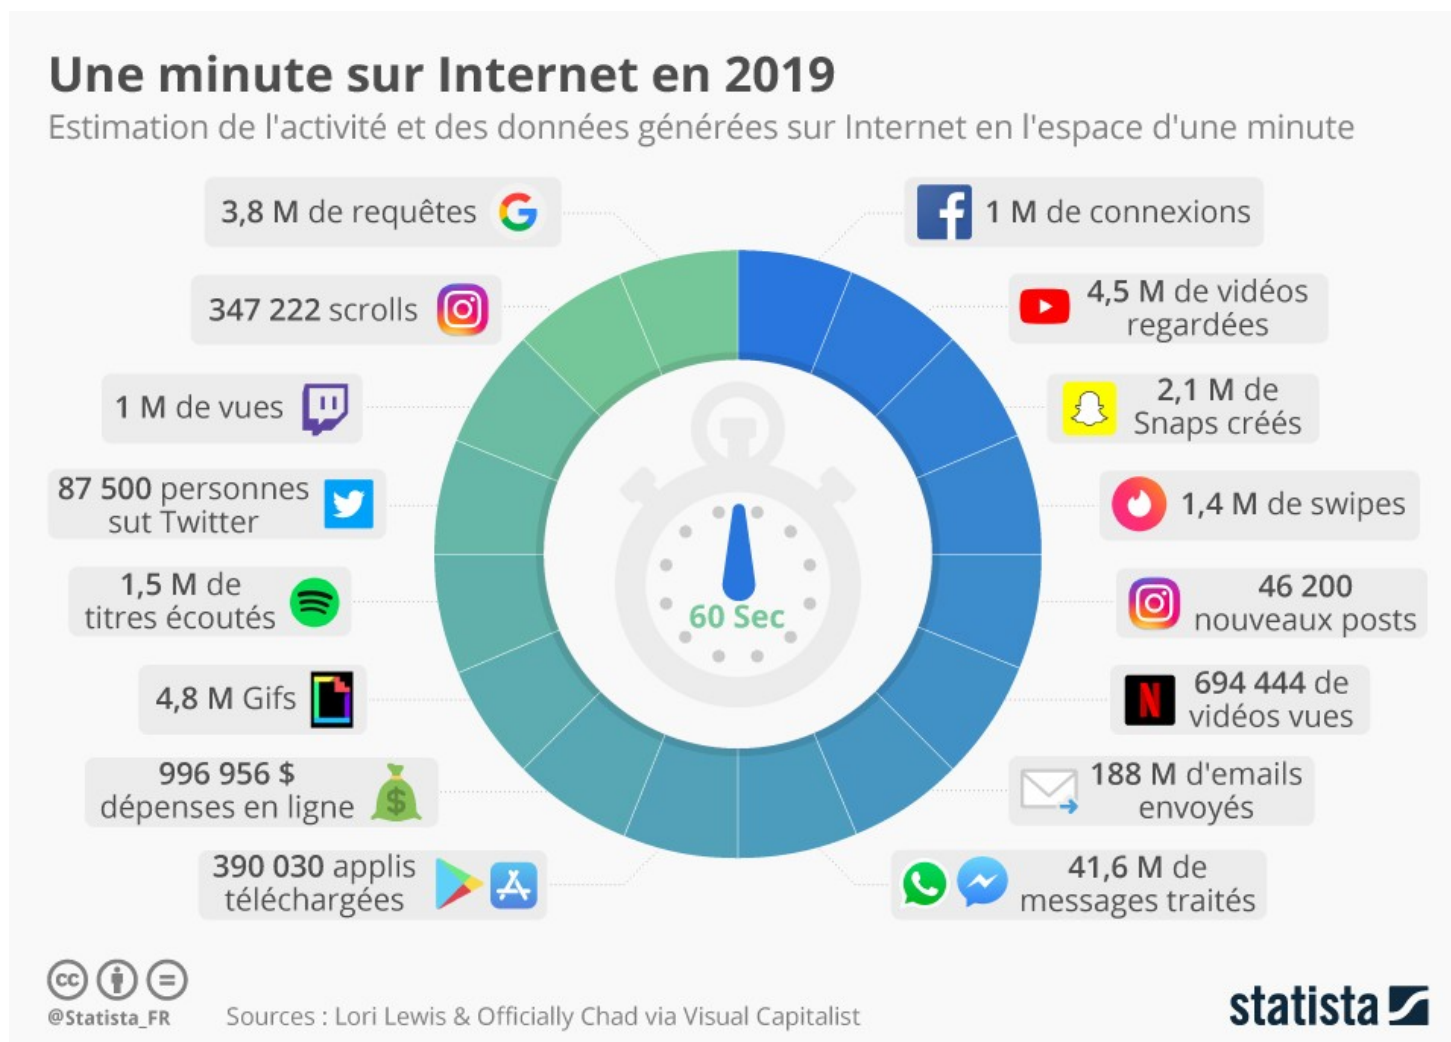 Une minute sur Internet en 2019
Estimation de l'activité et des données générées sur Internet en l'espace d'une minute
3,8 M de requêtes
1 M de connexions
347 222 scrolls
4,5 M de vidéos
regardées
1 M de vues
2,1 M de
Snaps créés
87 500 personnes
sut Twitter
1,4 M de swipes
1,5 M de
titres écoutés
46 200
nouveaux posts
4,8 M Gifs
694 444 de
vidéos vues
996 956 $
dépenses en ligne
188 M d'emails
envoyés
390 030 applis
téléchargées
41,6 M de
messages traités
60 Sec
@Statista_FR
Sources : Lori Lewis & Officially Chad via Visual Capitalist
statista